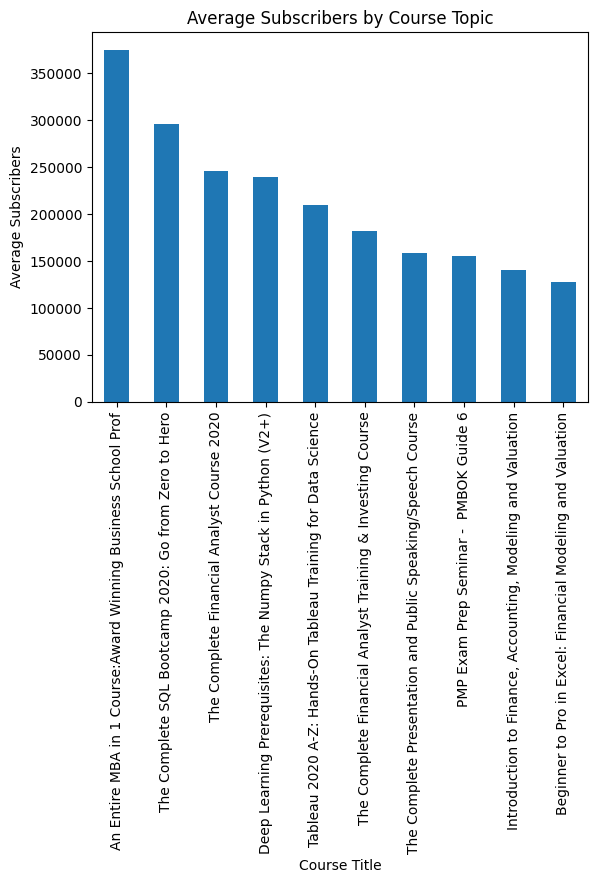 Average Subscribers by Course Topic
Average Subscribers
350000
300000
250000
200000
150000
100000
50000
0
An Entire MBA in 1 Course:Award Winning Business School Prof
The Complete SQL Bootcamp 2020: Go from Zero to Hero
The Complete Financial Analyst Course 2020
Deep Learning Prerequisites: The Numpy Stack in Python (V2+)
Tableau 2020 A-Z: Hands-On Tableau Training for Data Science
The Complete Financial Analyst Training & Investing Course
The Complete Presentation and Public Speaking/Speech Course
PMP Exam Prep Seminar -  PMBOK Guide 6
Introduction to Finance, Accounting, Modeling and Valuation
Beginner to Pro in Excel: Financial Modeling and Valuation
Course Title